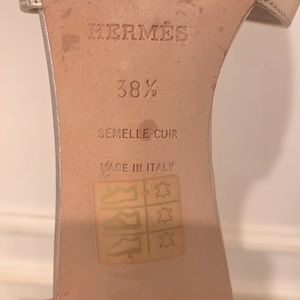 HERMÈS
38½
SEMELLE CUIR
MADE IN ITALY